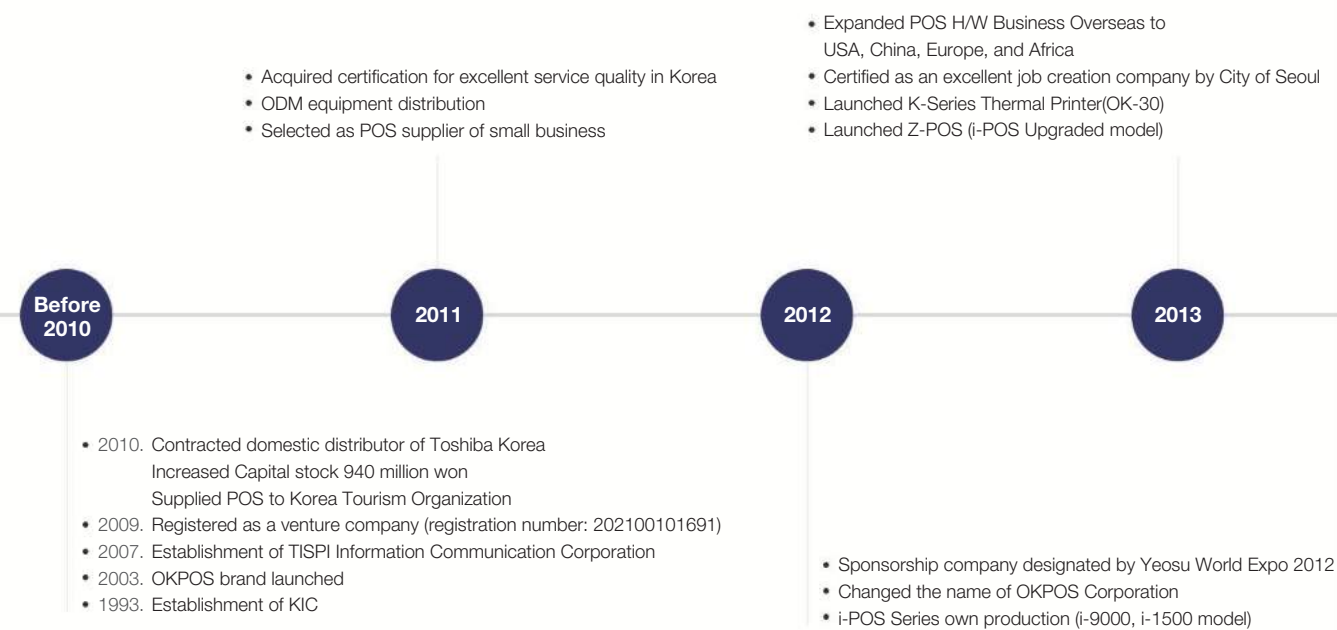 • Expanded POS H/W Business Overseas to
USA, China, Europe, and Africa
• Certified as an excellent job creation company by City of Seoul
• Launched K-Series Thermal Printer(OK-30)
• Launched Z-POS (i-POS Upgraded model)
• Acquired certification for excellent service quality in Korea
• ODM equipment distribution
• Selected as POS supplier of small business
Before
2010
2011
2012
2013
• 2010. Contracted domestic distributor of Toshiba Korea
Increased Capital stock 940 million won
Supplied POS to Korea Tourism Organization
• 2009. Registered as a venture company (registration number: 202100101691)
• 2007. Establishment of TISPI Information Communication Corporation
• 2003. OKPOS brand launched
• 1993. Establishment of KIC
• Sponsorship company designated by Yeosu World Expo 2012
• Changed the name of OKPOS Corporation
• i-POS Series own production (i-9000, i-1500 model)